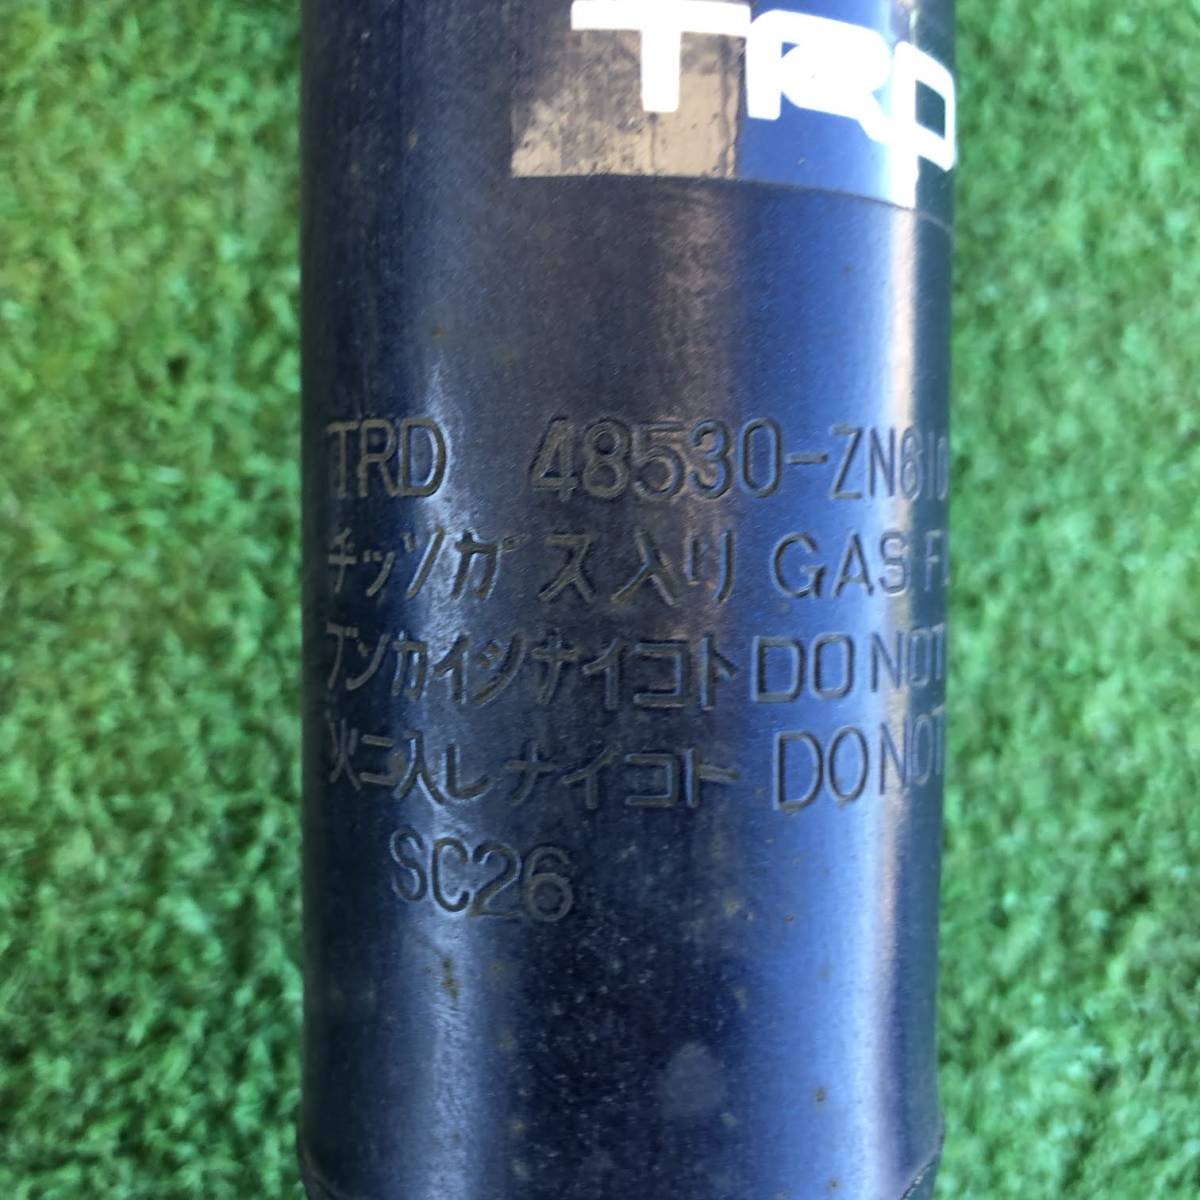 TRD
TRD 48530-ZN610
チッソガス入リ GAS
ブンカイシナイコト DO NOT
火ニ入レナイコト DO NOT
SC26